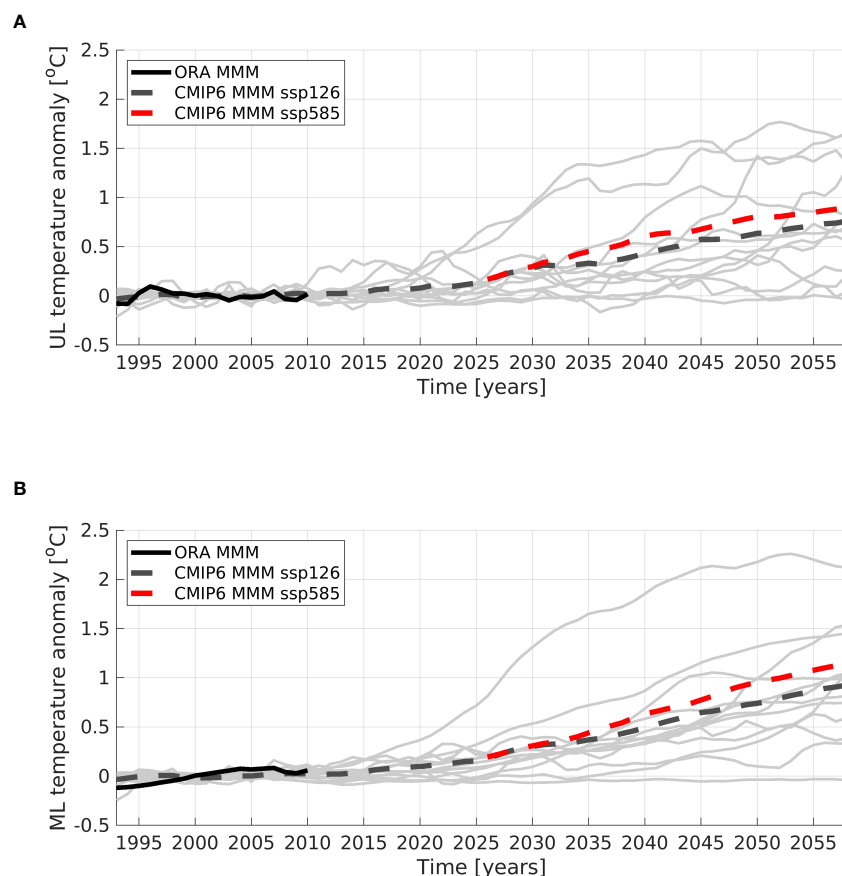 A
UL temperature anomaly [°C]
2.5
2
1.5
1
0.5
0
-0.5
ORA MMM
CMIP6 MMM ssp126
CMIP6 MMM ssp585
1995 2000 2005 2010 2015 2020 2025 2030 2035 2040 2045 2050 2055
Time [years]
B
ML temperature anomaly [°C]
2.5
2
1.5
1
0.5
0
-0.5
ORA MMM
CMIP6 MMM ssp126
CMIP6 MMM ssp585
1995 2000 2005 2010 2015 2020 2025 2030 2035 2040 2045 2050 2055
Time [years]